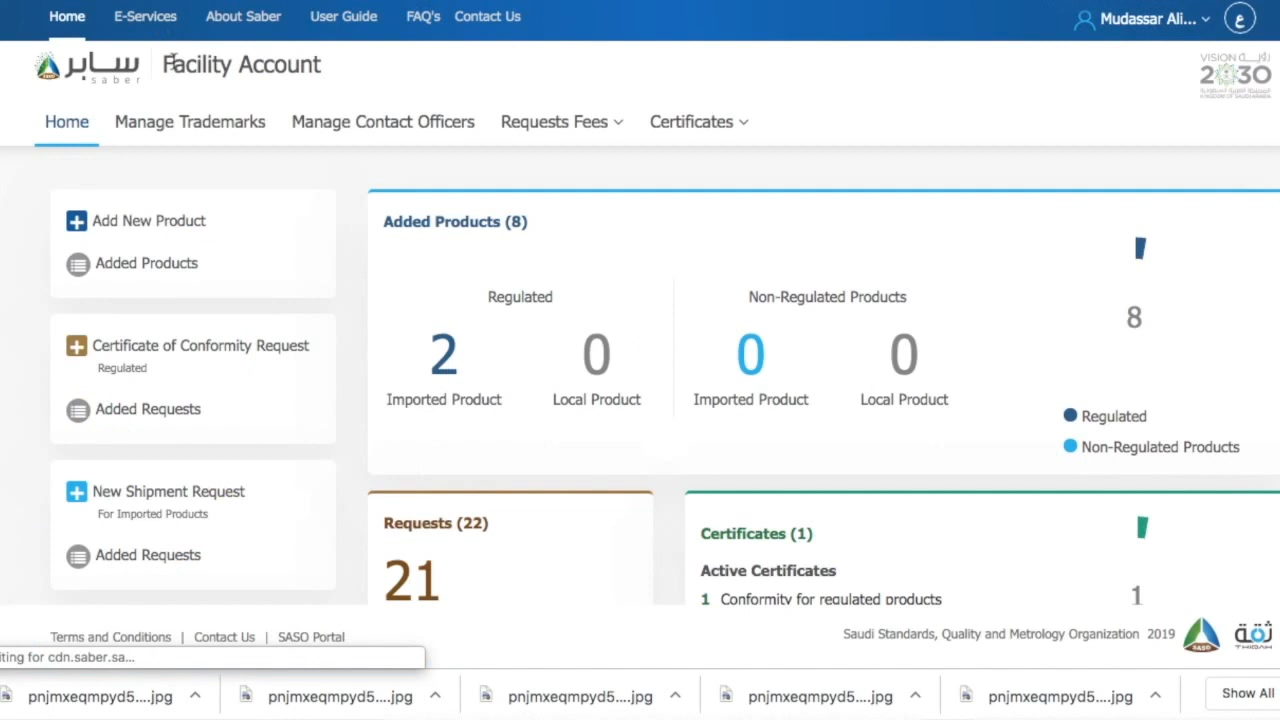 Home E-Services About Saber User Guide FAQ's Contact Us Mudassar Ali... ع
سابر
saber
Facility Account
VISION رؤيــة
2030
KINGDOM OF SAUDI ARABIA
Home Manage Trademarks Manage Contact Officers Requests Fees Certificates
Add New Product
Added Products
Certificate of Conformity Request
Regulated
Added Requests
New Shipment Request
For Imported Products
Added Requests
Added Products (8)
Regulated
2
Imported Product
0
Local Product
Non-Regulated Products
0
Imported Product
0
Local Product
8
Regulated
Non-Regulated Products
Requests (22)
21
Certificates (1)
Active Certificates
1 Conformity for regulated products
1
Terms and Conditions | Contact Us | SASO Portal
Saudi Standards, Quality and Metrology Organization 2019
SASO
ثقة
THIQAH
iting for cdn.saber.sa...
pnjmxeqmpyd5....jpg pnjmxeqmpyd5....jpg pnjmxeqmpyd5....jpg pnjmxeqmpyd5....jpg pnjmxeqmpyd5....jpg Show All